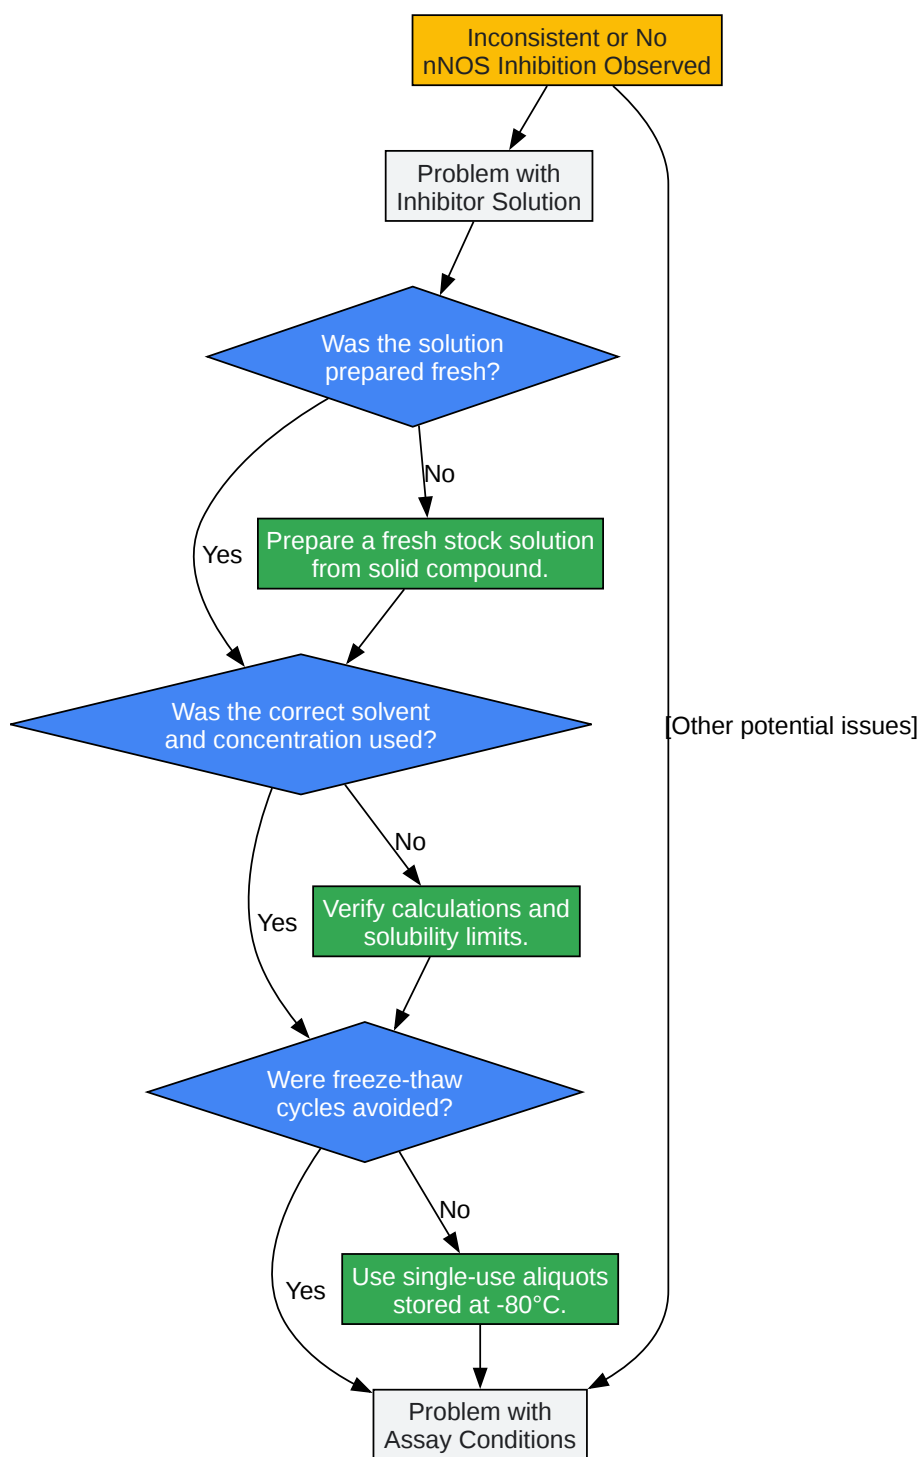 Inconsistent or No
nNOS Inhibition Observed
Problem with
Inhibitor Solution
Was the solution
prepared fresh?
No
Yes
Prepare a fresh stock solution
from solid compound.
Was the correct solvent
and concentration used?
[Other potential issues]
No
Yes
Verify calculations and
solubility limits.
Were freeze-thaw
cycles avoided?
No
Yes
Use single-use aliquots
stored at -80°C.
Problem with
Assay Conditions